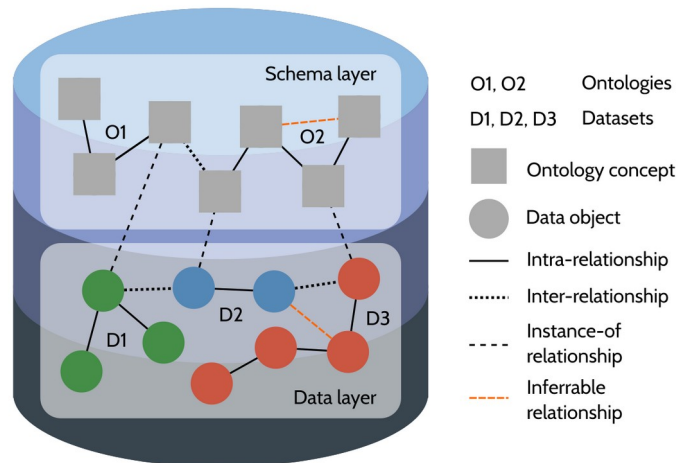 Schema layer
O1
O2
D1
D2
D3
Data layer
O1, O2 Ontologies
D1, D2, D3 Datasets
Ontology concept
Data object
Intra-relationship
Inter-relationship
Instance-of
relationship
Inferrable
relationship